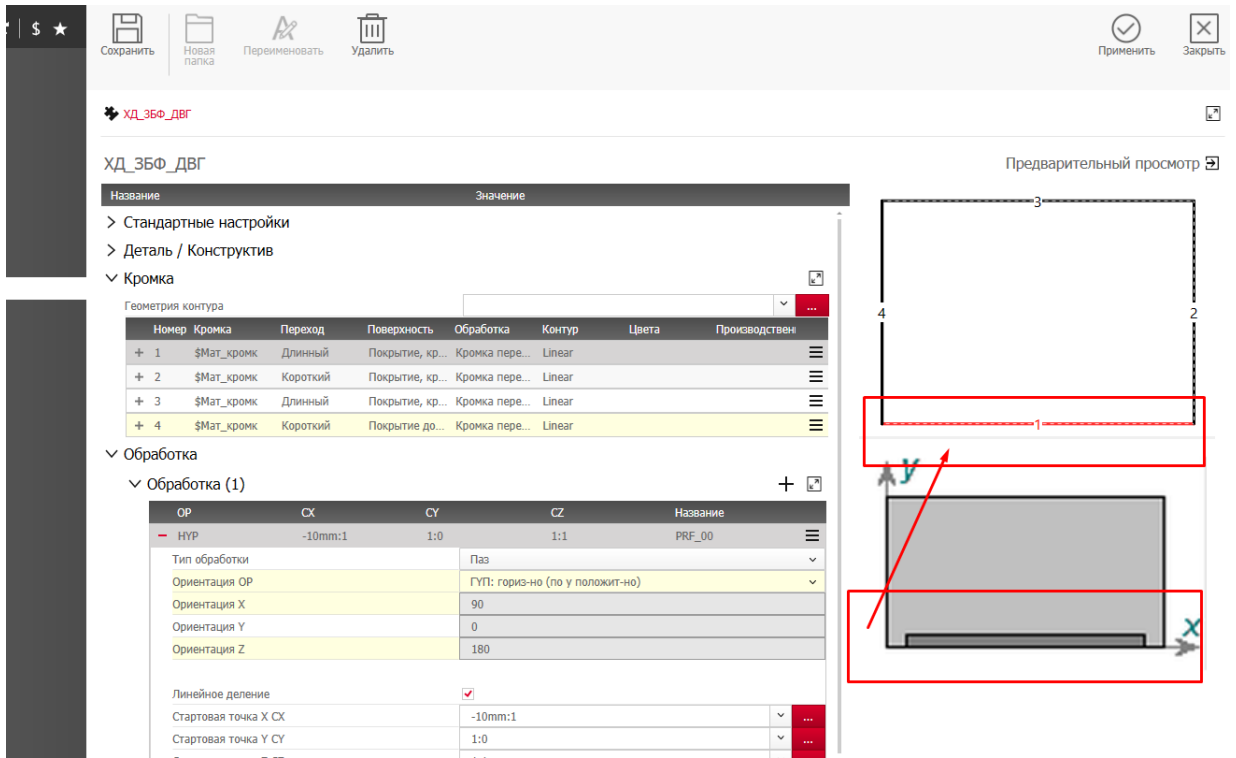 $ ★
Сохранить
Новая папка
Переименовать
Удалить
Применить
Закрыть
ХД_ЗБФ_ДВГ
ХД_ЗБФ_ДВГ
Предварительный просмотр
Название Значение
Стандартные настройки
Деталь / Конструктив
Кромка
Геометрия контура ...
Номер Кромка Переход Поверхность Обработка Контур Цвета Производствен
+ 1 $Мат_кромк Длинный Покрытие, кр... Кромка пере... Linear
+ 2 $Мат_кромк Короткий Покрытие, кр... Кромка пере... Linear
+ 3 $Мат_кромк Длинный Покрытие, кр... Кромка пере... Linear
+ 4 $Мат_кромк Короткий Покрытие до... Кромка пере... Linear
Обработка
Обработка (1) +
OP CX CY CZ Название
− HYP -10mm:1 1:0 1:1 PRF_00
Тип обработки Паз
Ориентация OP ГУП: гориз-но (по y положит-но)
Ориентация X 90
Ориентация Y 0
Ориентация Z 180
Линейное деление
Стартовая точка X CX -10mm:1 ...
Стартовая точка Y CY 1:0 ...
3
4
2
1
y
x